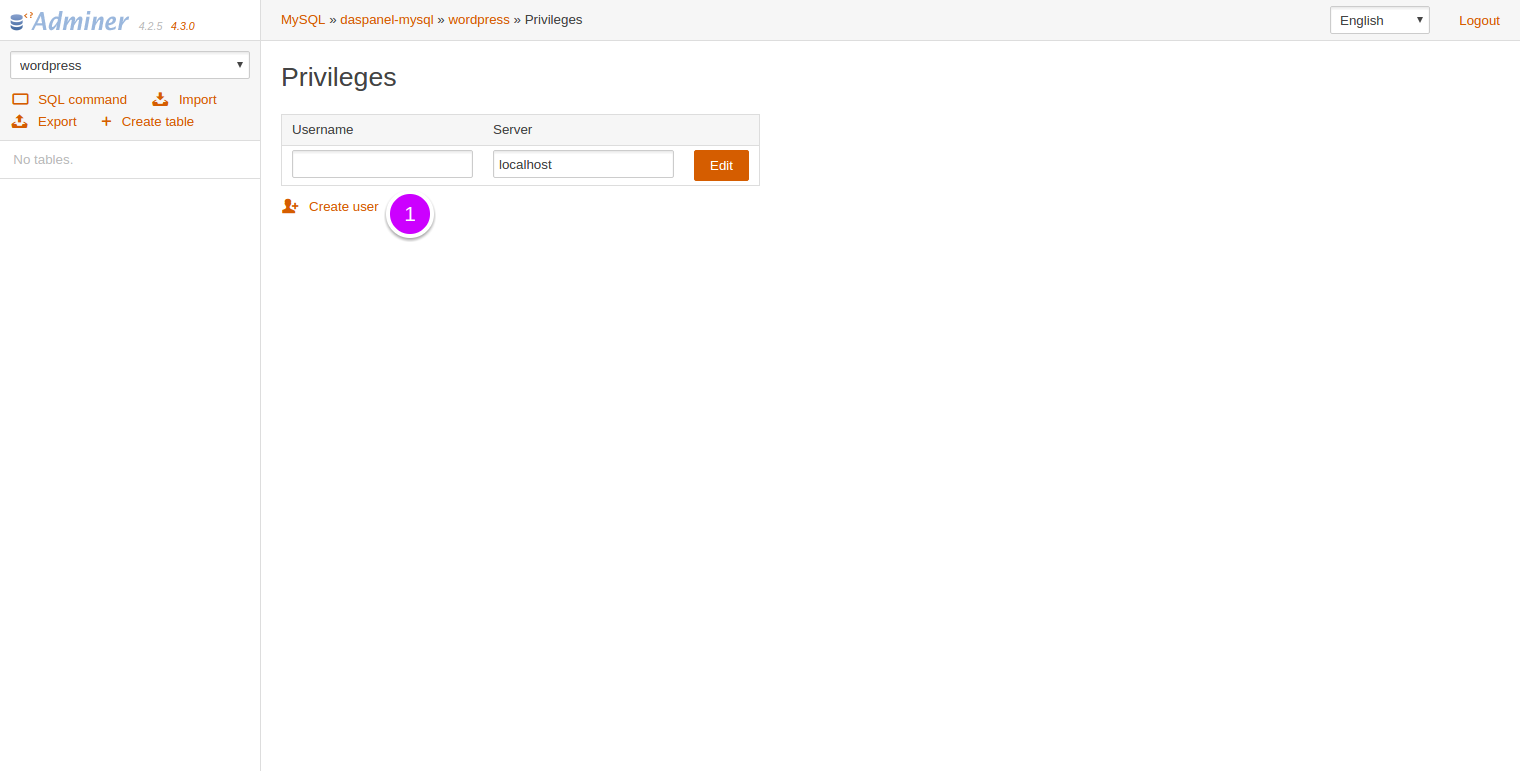 Adminer 4.2.5 4.3.0
MySQL » daspanel-mysql » wordpress » Privileges
English
Logout
wordpress
SQL command
Import
Export
+ Create table
No tables.
Privileges
Username
Server
localhost
Edit
Create user
1